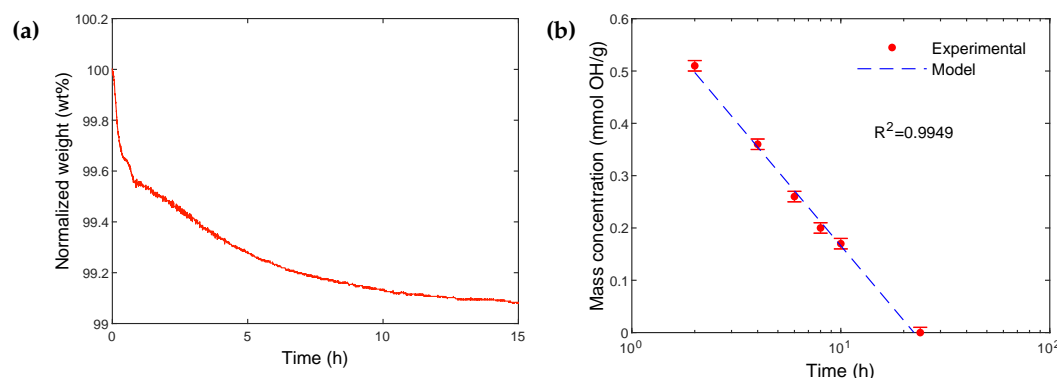 (a)
100.2
100
99.8
99.6
99.4
99.2
99
Normalized weight (wt%)
0
5
10
15
Time (h)
(b)
0.6
0.5
0.4
0.3
0.2
0.1
0
Mass concentration (mmol OH/g)
Experimental
Model
R²=0.9949
10⁰
10¹
10²
Time (h)